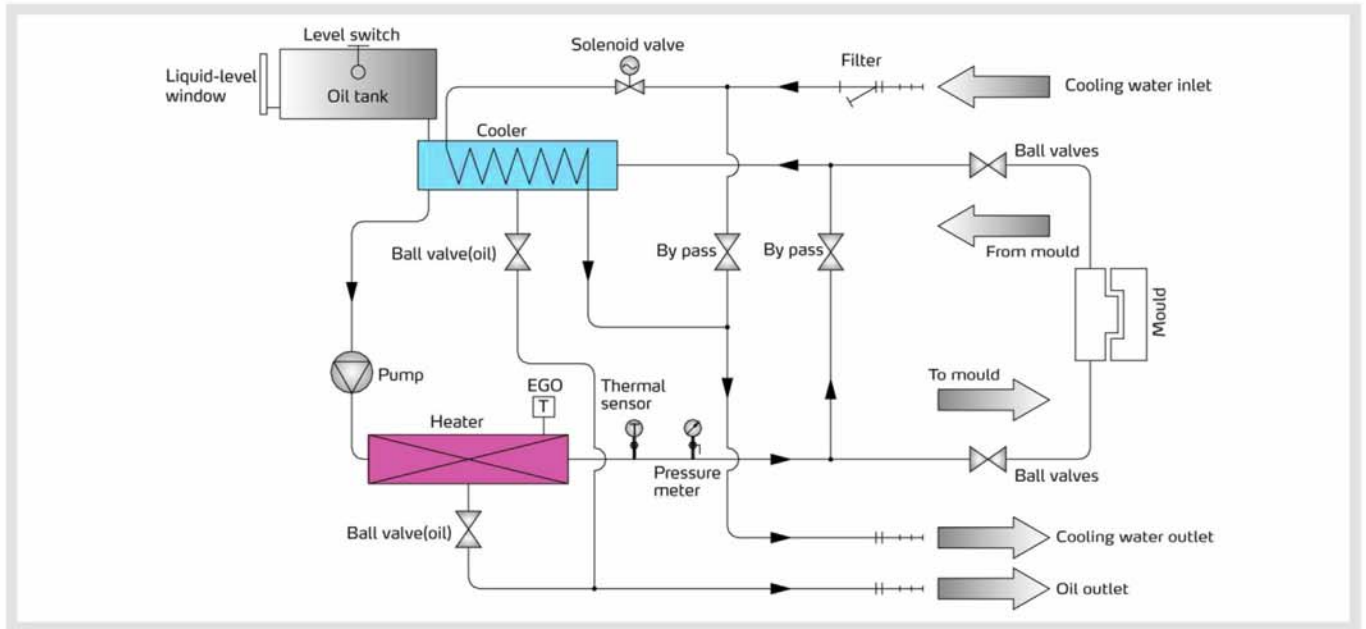 Level switch
Liquid-level
window
Oil tank
Solenoid valve
Filter
Cooling water inlet
Cooler
Ball valves
Ball valve(oil)
By pass
By pass
From mould
Mould
Pump
To mould
EGO
T
Thermal
sensor
T
Heater
Pressure
meter
Ball valves
Ball valve(oil)
Cooling water outlet
Oil outlet